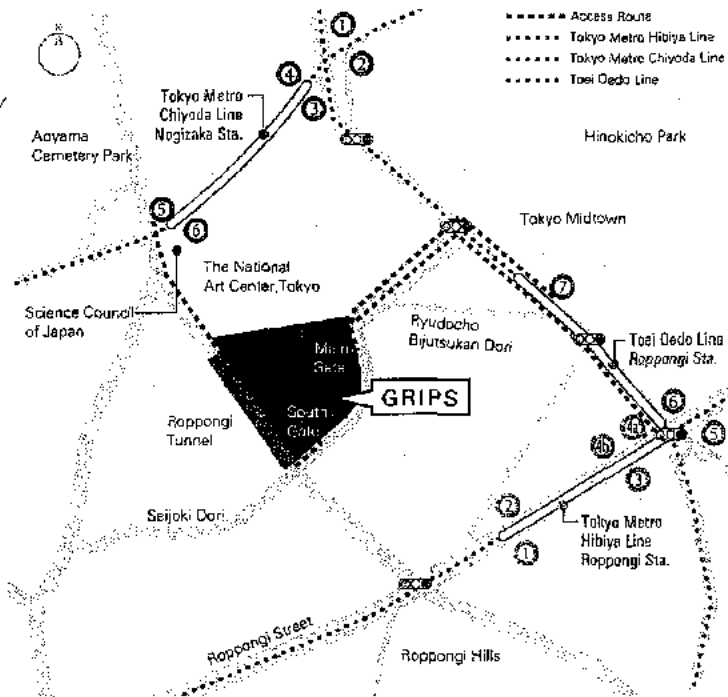 Access Route
Tokyo Metro Hibiya Line
Tokyo Metro Chiyoda Line
Toei Oedo Line
1
2
4
3
Tokyo Metro
Chiyoda Line
Nogizaka Sta.
Aoyama
Cemetery Park
Hinokicho Park
5
6
Tokyo Midtown
The National
Art Center, Tokyo
7
Science Council
of Japan
Ryudocho
Bijutsukan Dori
Toei Oedo Line
Roppongi Sta.
Main
Gate
GRIPS
South
Gate
Roppongi
Tunnel
6
4a
5
4b
3
Seijoki Dori
2
1
Tokyo Metro
Hibiya Line
Roppongi Sta.
Roppongi Street
Roppongi Hills